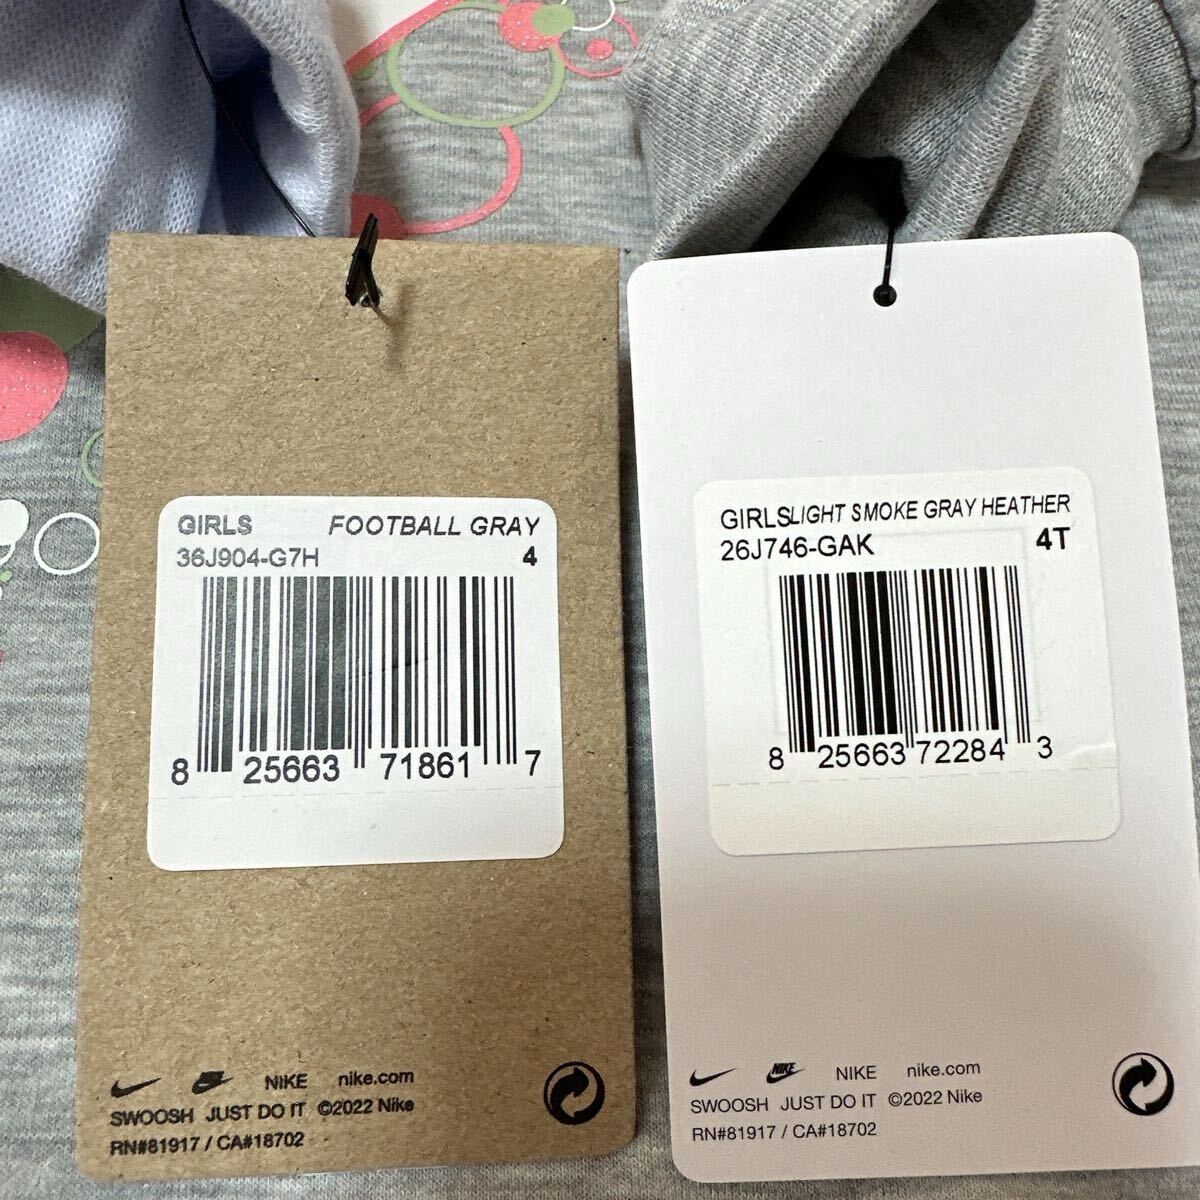 GIRLS FOOTBALL GRAY
36J904-G7H 4
8 25663 71861 7
NIKE nike.com
SWOOSH JUST DO IT ©2022 Nike
RN#81917 / CA#18702
GIRLSLIGHT SMOKE GRAY HEATHER
26J746-GAK 4T
8 25663 72284 3
NIKE NIKE nike.com
SWOOSH JUST DO IT ©2022 Nike
RN#81917 / CA#18702